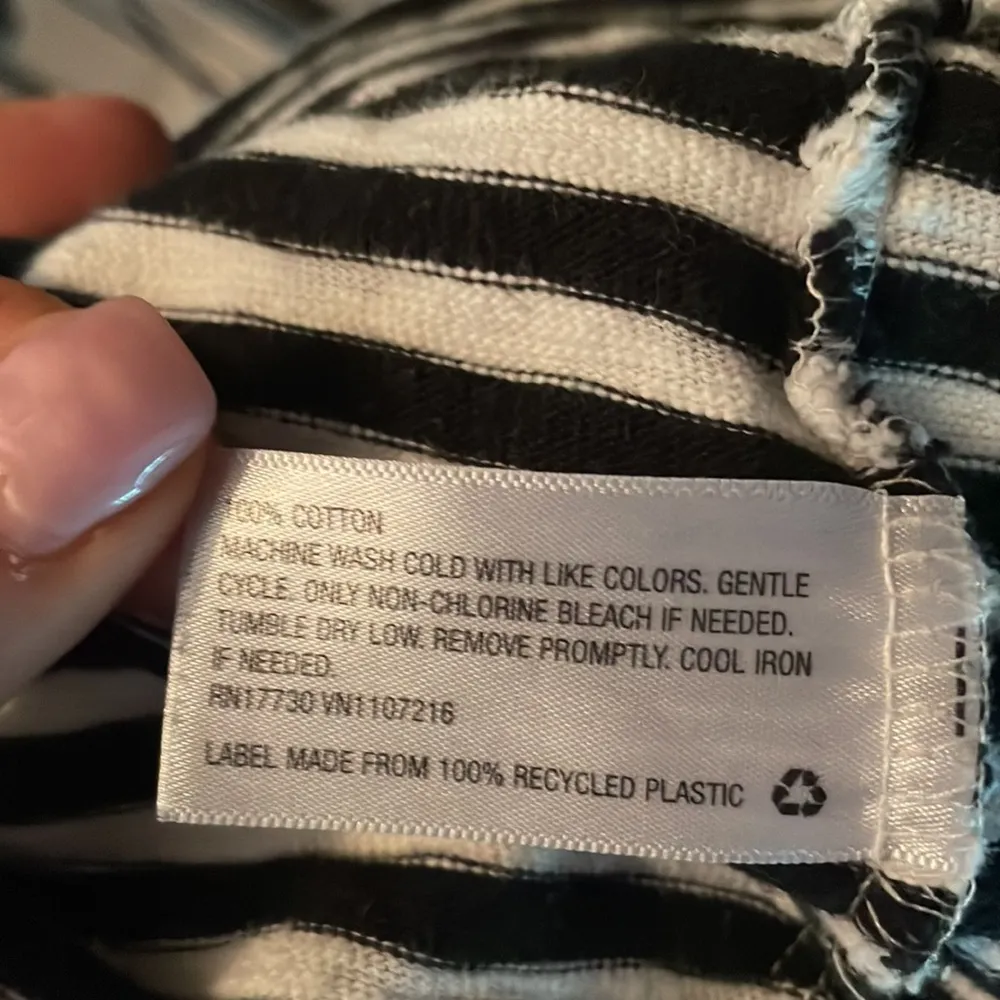 100% COTTON
MACHINE WASH COLD WITH LIKE COLORS. GENTLE
CYCLE. ONLY NON-CHLORINE BLEACH IF NEEDED.
TUMBLE DRY LOW. REMOVE PROMPTLY. COOL IRON
IF NEEDED.
RN17730 VN1107216
LABEL MADE FROM 100% RECYCLED PLASTIC